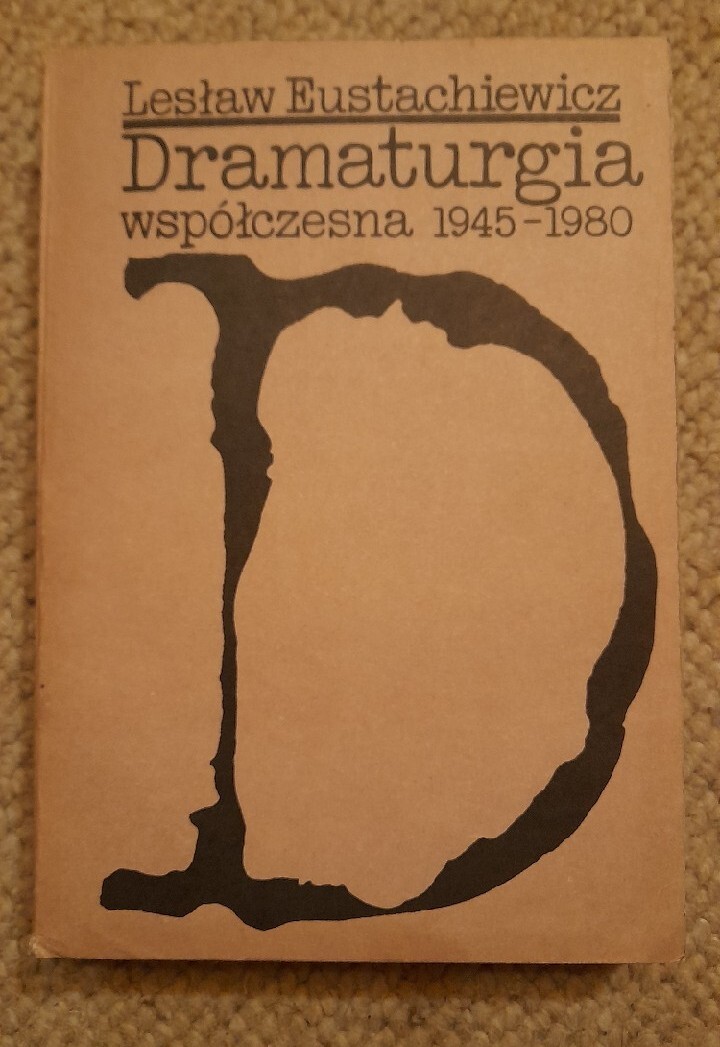 Lesław Eustachiewicz
Dramaturgia
współczesna 1945-1980
D